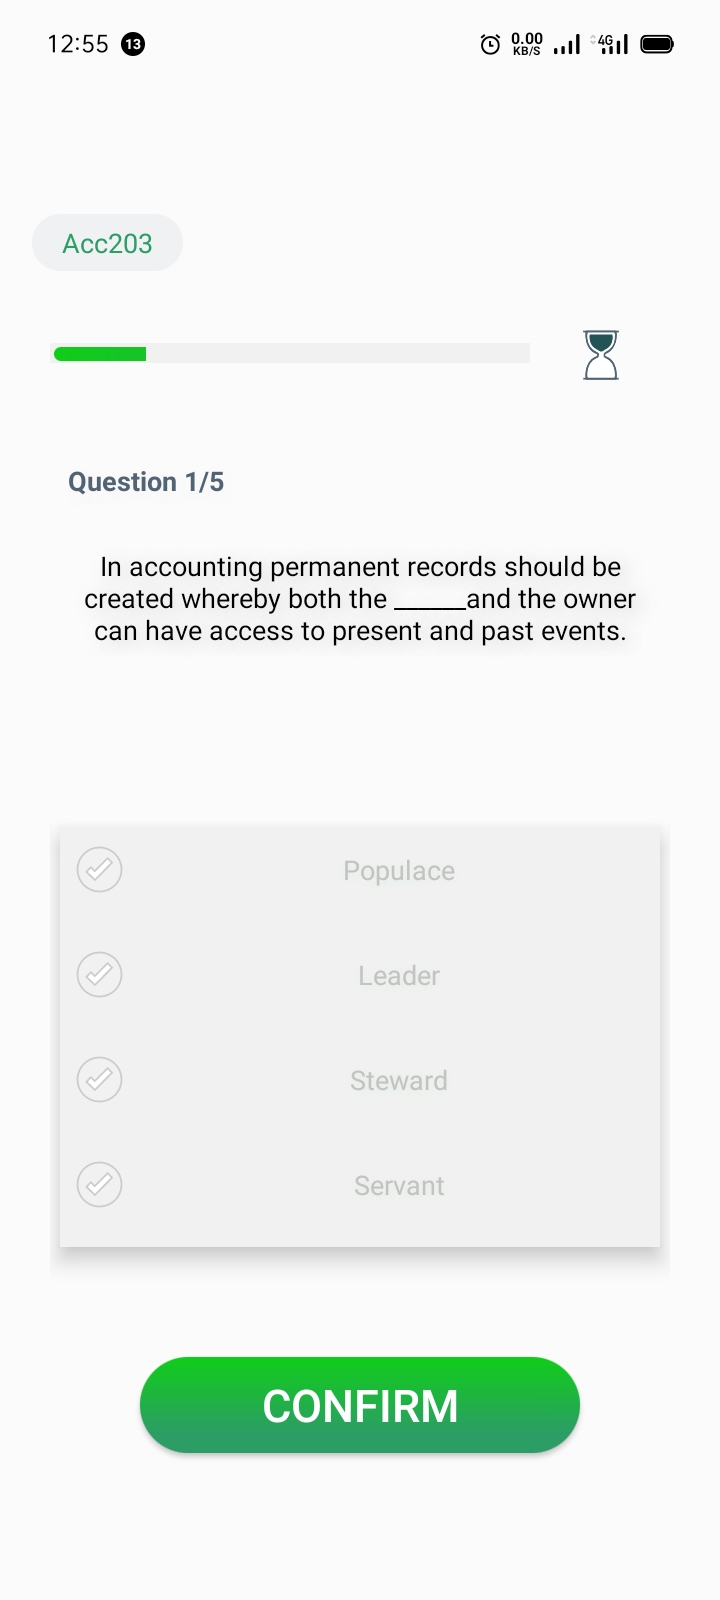 12:55 13 0.00 KB/S 4G
Acc203
Question 1/5
In accounting permanent records should be
created whereby both the ______and the owner
can have access to present and past events.
Populace
Leader
Steward
Servant
CONFIRM